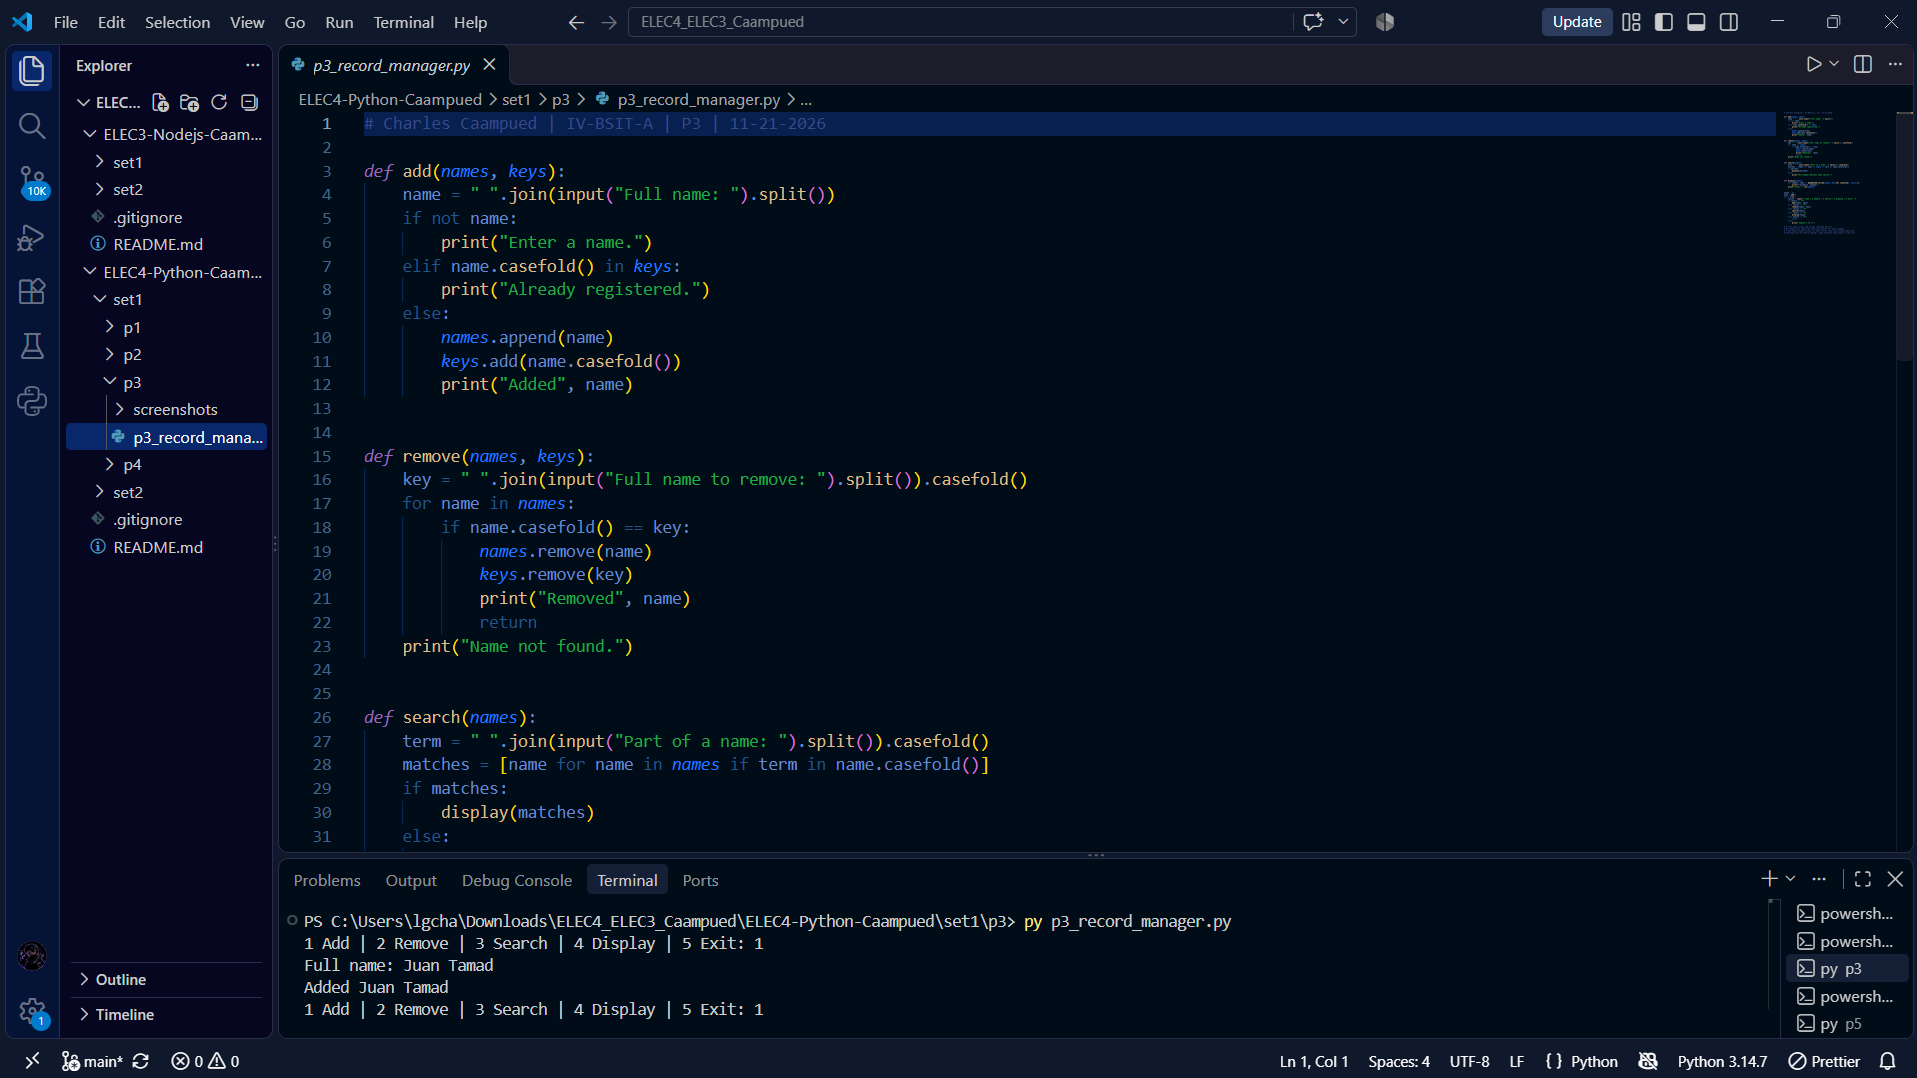 File Edit Selection View Go Run Terminal Help
ELEC4_ELEC3_Caampued
Update
Explorer
ELEC...
ELEC3-Nodejs-Caam...
set1
set2
.gitignore
README.md
ELEC4-Python-Caam...
set1
p1
p2
p3
screenshots
p3_record_mana...
p4
set2
.gitignore
README.md
Outline
Timeline
10K
1
p3_record_manager.py
ELEC4-Python-Caampued > set1 > p3 > p3_record_manager.py > ...
1 # Charles Caampued | IV-BSIT-A | P3 | 11-21-2026
2
3 def add(names, keys):
4 name = " ".join(input("Full name: ").split())
5 if not name:
6 print("Enter a name.")
7 elif name.casefold() in keys:
8 print("Already registered.")
9 else:
10 names.append(name)
11 keys.add(name.casefold())
12 print("Added", name)
13
14
15 def remove(names, keys):
16 key = " ".join(input("Full name to remove: ").split()).casefold()
17 for name in names:
18 if name.casefold() == key:
19 names.remove(name)
20 keys.remove(key)
21 print("Removed", name)
22 return
23 print("Name not found.")
24
25
26 def search(names):
27 term = " ".join(input("Part of a name: ").split()).casefold()
28 matches = [name for name in names if term in name.casefold()]
29 if matches:
30 display(matches)
31 else:
Problems Output Debug Console Terminal Ports
PS C:\Users\lgcha\Downloads\ELEC4_ELEC3_Caampued\ELEC4-Python-Caampued\set1\p3> py p3_record_manager.py
1 Add | 2 Remove | 3 Search | 4 Display | 5 Exit: 1
Full name: Juan Tamad
Added Juan Tamad
1 Add | 2 Remove | 3 Search | 4 Display | 5 Exit: 1
powersh...
powersh...
py p3
powersh...
py p5
main* 0 0
Ln 1, Col 1 Spaces: 4 UTF-8 LF { } Python Python 3.14.7 Prettier